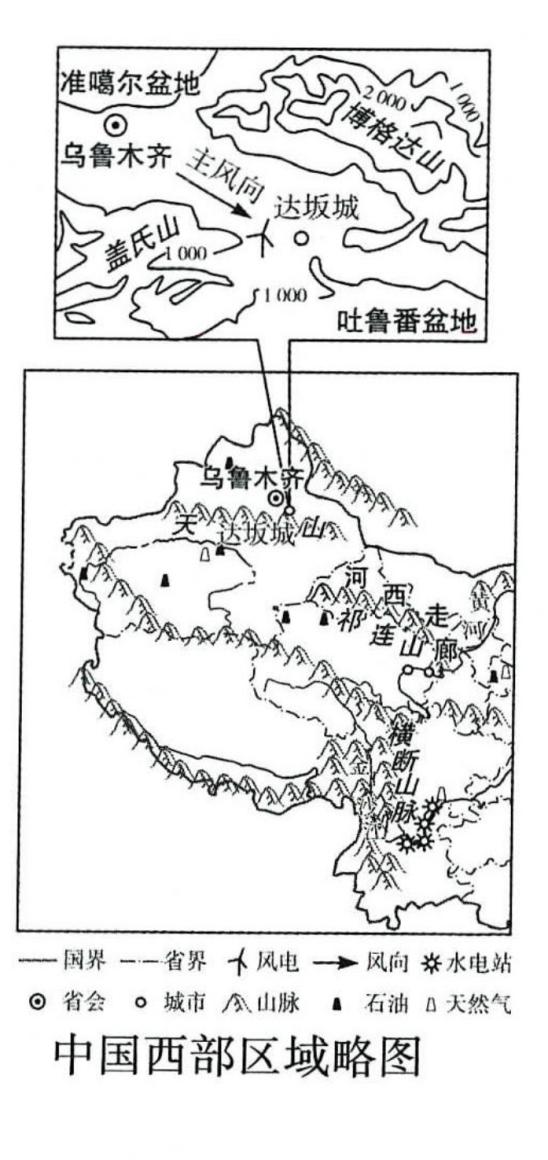 准噶尔盆地
乌鲁木齐
2 000
1 000
博格达山
主风向
达坂城
盖氏山
1 000
1 000
吐鲁番盆地
乌鲁木齐
天
达坂城
山
河
西
走
廊
祁
连
山
黄
河
横
断
山
脉
金
国界
省界
风电
风向
水电站
省会
城市
山脉
石油
天然气
中国西部区域略图